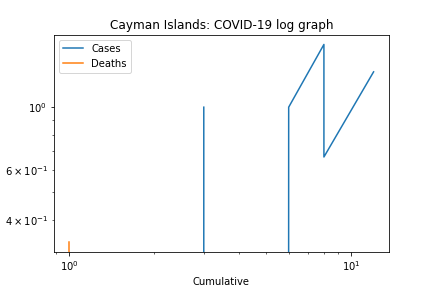 Cayman Islands: COVID-19 log graph
Cases
Deaths
10⁰
6 × 10⁻¹
4 × 10⁻¹
10⁰ 10¹
Cumulative